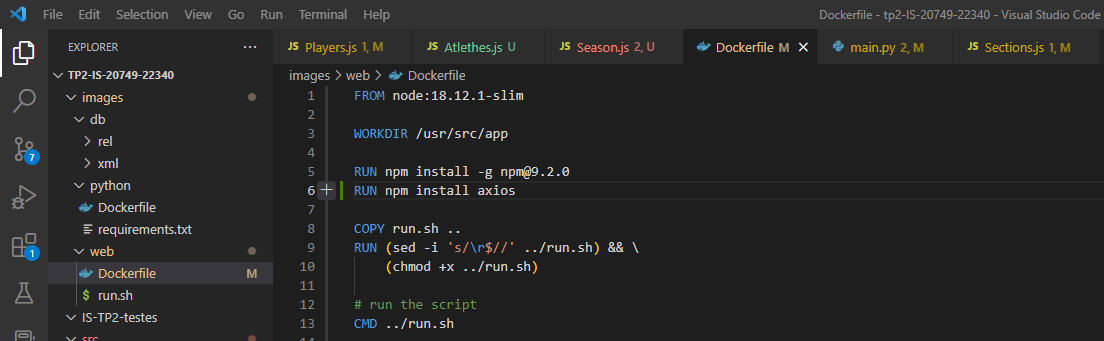 File Edit Selection View Go Run Terminal Help Dockerfile - tp2-IS-20749-22340 - Visual Studio Code
EXPLORER ...
JS Players.js 1, M JS Atlethes.js U JS Season.js 2, U Dockerfile M main.py 2, M JS Sections.js 1, M
TP2-IS-20749-22340
images
db
rel
xml
python
Dockerfile
requirements.txt
web
Dockerfile M
$ run.sh
IS-TP2-testes
src
7
1
images > web > Dockerfile
1 FROM node:18.12.1-slim
2
3 WORKDIR /usr/src/app
4
5 RUN npm install -g npm@9.2.0
6 RUN npm install axios
7
8 COPY run.sh ..
9 RUN (sed -i 's/\r$//' ../run.sh) && \
10 (chmod +x ../run.sh)
11
12 # run the script
13 CMD ../run.sh
14